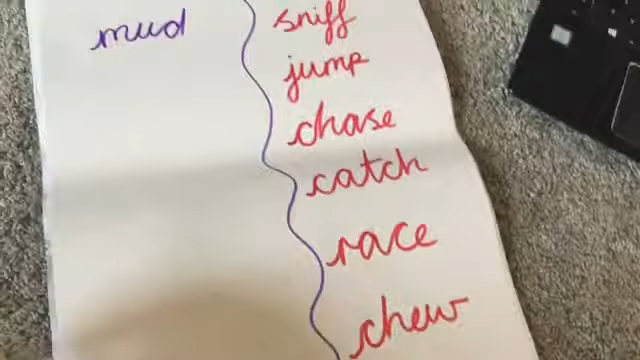 mud
sniff
jump
chase
catch
race
chew